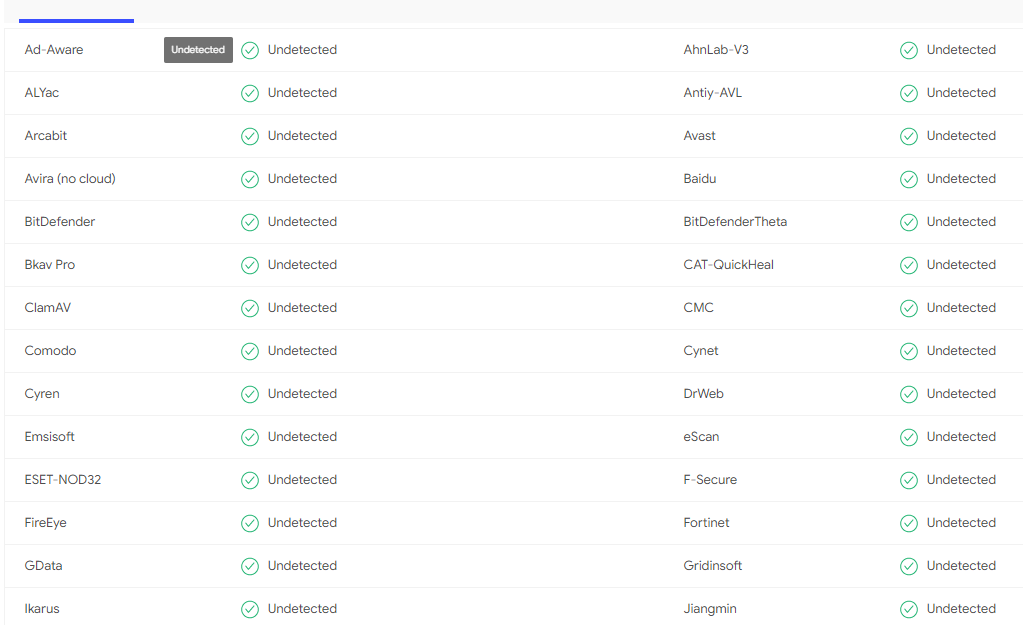 Ad-Aware Undetected Undetected AhnLab-V3 Undetected
ALYac Undetected Antiy-AVL Undetected
Arcabit Undetected Avast Undetected
Avira (no cloud) Undetected Baidu Undetected
BitDefender Undetected BitDefenderTheta Undetected
Bkav Pro Undetected CAT-QuickHeal Undetected
ClamAV Undetected CMC Undetected
Comodo Undetected Cynet Undetected
Cyren Undetected DrWeb Undetected
Emsisoft Undetected eScan Undetected
ESET-NOD32 Undetected F-Secure Undetected
FireEye Undetected Fortinet Undetected
GData Undetected Gridinsoft Undetected
Ikarus Undetected Jiangmin Undetected